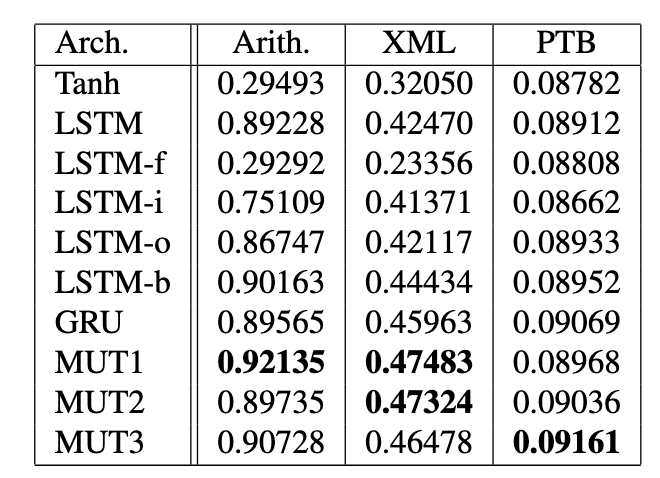 Arch. Arith. XML PTB
Tanh 0.29493 0.32050 0.08782
LSTM 0.89228 0.42470 0.08912
LSTM-f 0.29292 0.23356 0.08808
LSTM-i 0.75109 0.41371 0.08662
LSTM-o 0.86747 0.42117 0.08933
LSTM-b 0.90163 0.44434 0.08952
GRU 0.89565 0.45963 0.09069
MUT1 0.92135 0.47483 0.08968
MUT2 0.89735 0.47324 0.09036
MUT3 0.90728 0.46478 0.09161